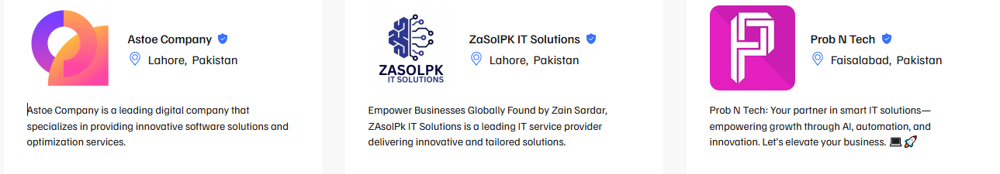 Astoe Company
Lahore, Pakistan
Astoe Company is a leading digital company that
specializes in providing innovative software solutions and
optimization services.
ZASOLPK
IT SOLUTIONS
ZaSolPK IT Solutions
Lahore, Pakistan
Empower Businesses Globally Found by Zain Sardar,
ZAsolPk IT Solutions is a leading IT service provider
delivering innovative and tailored solutions.
Prob N Tech
Faisalabad, Pakistan
Prob N Tech: Your partner in smart IT solutions—
empowering growth through AI, automation, and
innovation. Let's elevate your business. 💻🚀